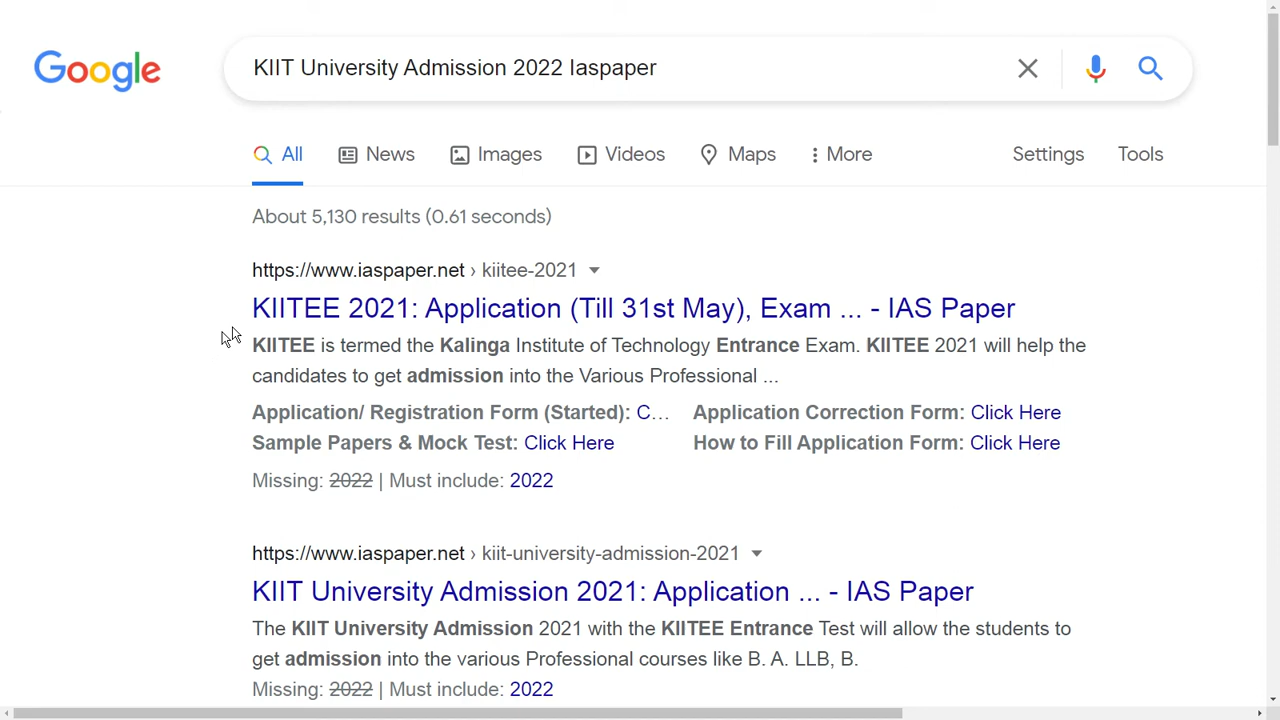 Google
KIIT University Admission 2022 Iaspaper
All News Images Videos Maps More Settings Tools
About 5,130 results (0.61 seconds)
https://www.iaspaper.net › kiitee-2021
KIITEE 2021: Application (Till 31st May), Exam ... - IAS Paper
KIITEE is termed the Kalinga Institute of Technology Entrance Exam. KIITEE 2021 will help the
candidates to get admission into the Various Professional ...
Application/ Registration Form (Started): C... Application Correction Form: Click Here
Sample Papers & Mock Test: Click Here How to Fill Application Form: Click Here
Missing: 2022 | Must include: 2022
https://www.iaspaper.net › kiit-university-admission-2021
KIIT University Admission 2021: Application ... - IAS Paper
The KIIT University Admission 2021 with the KIITEE Entrance Test will allow the students to
get admission into the various Professional courses like B. A. LLB, B.
Missing: 2022 | Must include: 2022